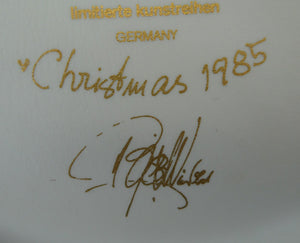 limitierte kunstreihen
GERMANY
Christmas 1985